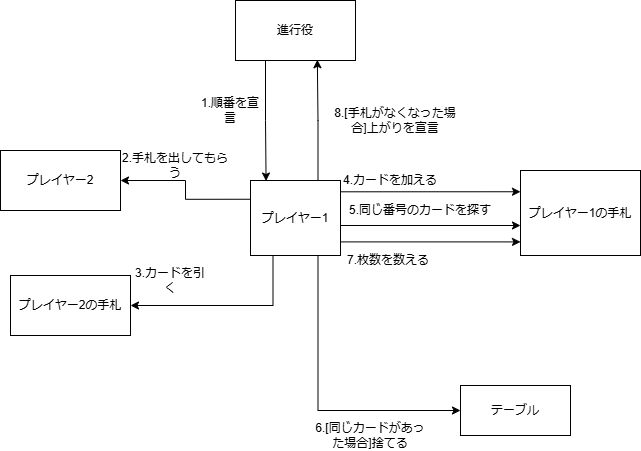 進行役
1.順番を宣
言
8.[手札がなくなった場
合]上がりを宣言
2.手札を出してもら
う
プレイヤー2
4.カードを加える
プレイヤー1
5.同じ番号のカードを探す
プレイヤー1の手札
7.枚数を数える
3.カードを引
く
プレイヤー2の手札
テーブル
6.[同じカードがあっ
た場合]捨てる